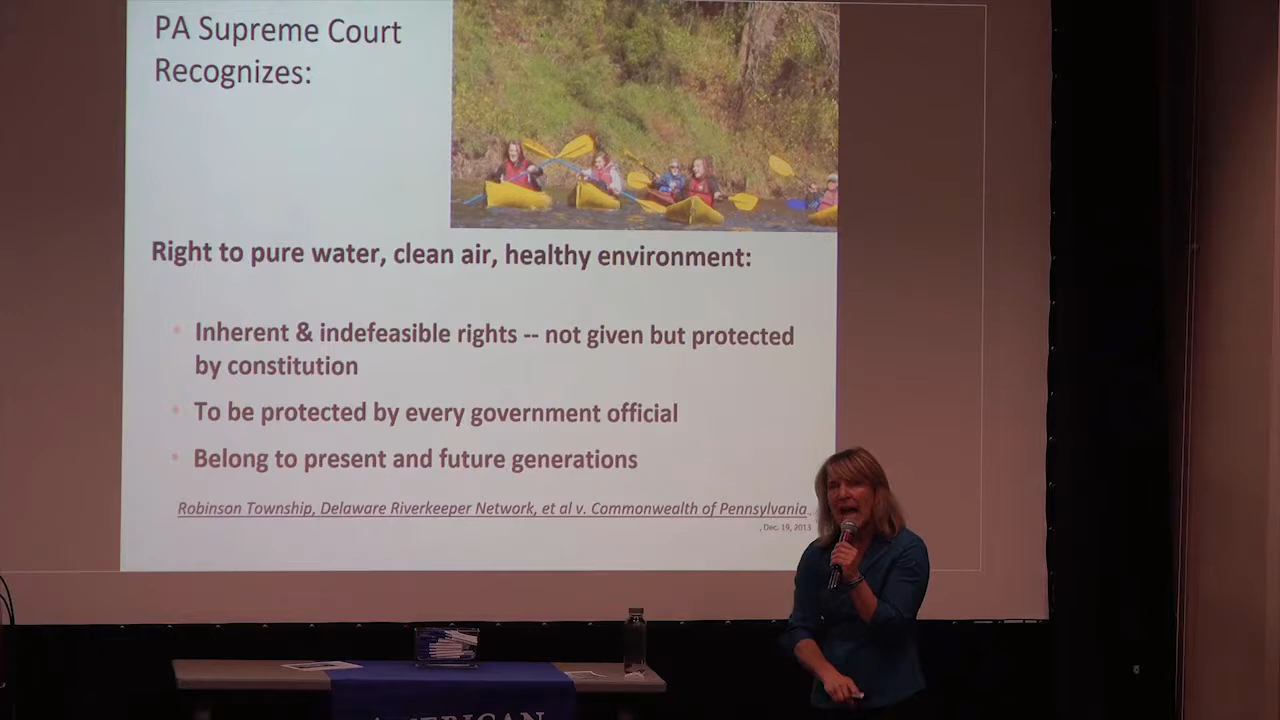 PA Supreme Court
Recognizes:
Right to pure water, clean air, healthy environment:
• Inherent & indefeasible rights -- not given but protected
by constitution
• To be protected by every government official
• Belong to present and future generations
Robinson Township, Delaware Riverkeeper Network, et al v. Commonwealth of Pennsylvania.
, Dec. 19, 2013
AMERICAN